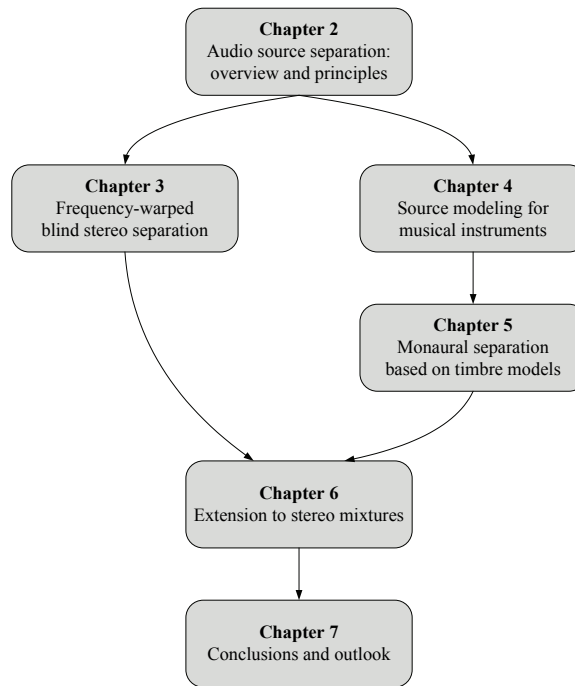 Chapter 2
Audio source separation:
overview and principles
Chapter 3
Frequency-warped
blind stereo separation
Chapter 4
Source modeling for
musical instruments
Chapter 5
Monaural separation
based on timbre models
Chapter 6
Extension to stereo mixtures
Chapter 7
Conclusions and outlook